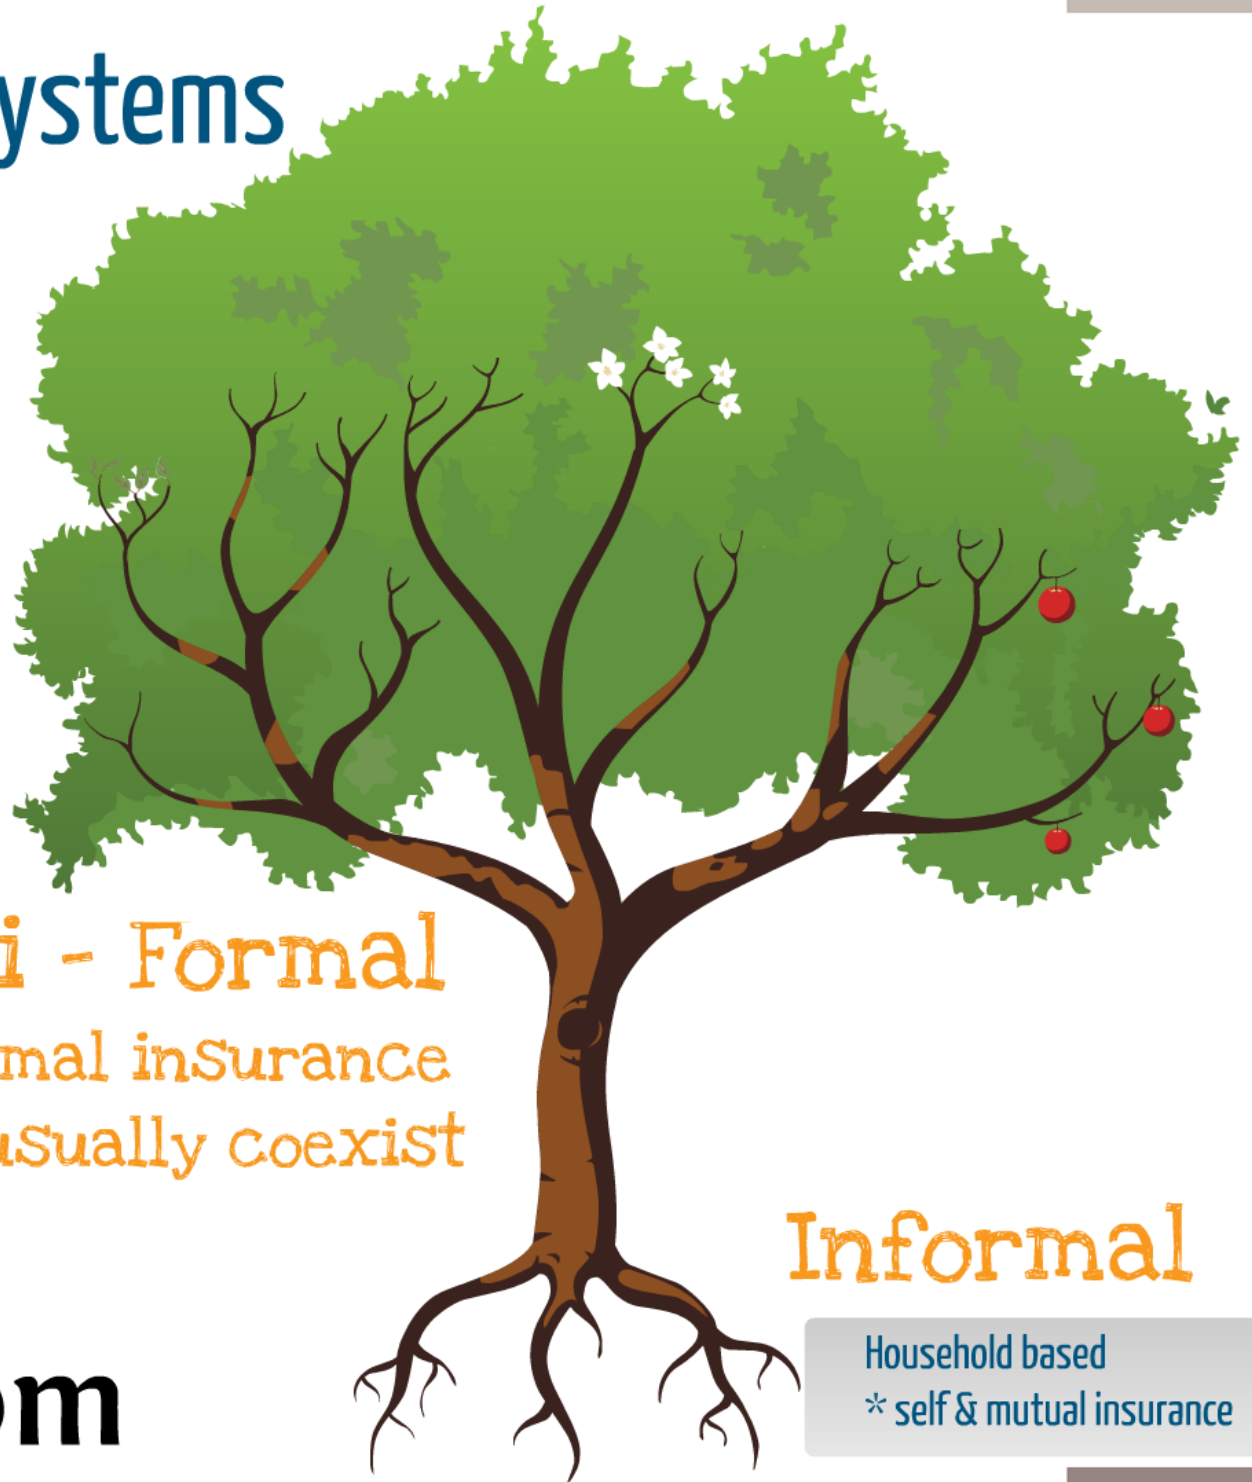 ystems
i - Formal
mal insurance
usually coexist
Informal
Household based
* self & mutual insurance
om